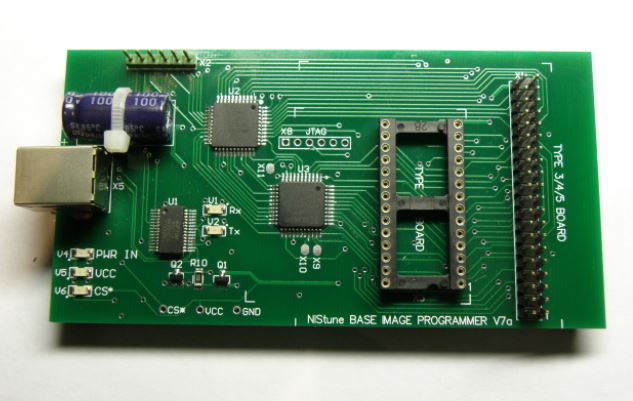 X2
U2
100 100
85°C
X1
X8 JTAG
X11
U3
X5
U1
V1 Rx
V2 Tx
TYPE
BOARD
TYPE 3/4/5 BOARD
V4 PWR IN
V5 VCC
V6 CS*
Q2 R10 Q1
X10 X9
CS* VCC GND
NIStune BASE IMAGE PROGRAMMER V7a